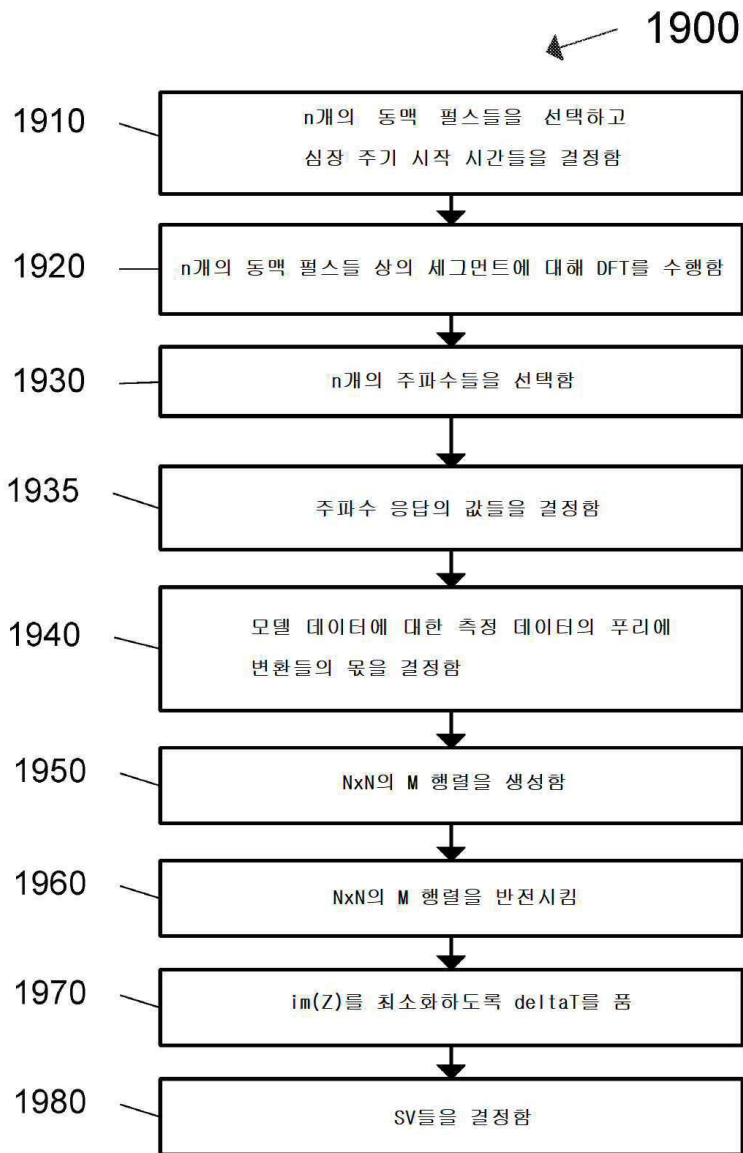 1900
1910
n개의 동맥 펄스들을 선택하고
심장 주기 시작 시간들을 결정함
1920
n개의 동맥 펄스들 상의 세그먼트에 대해 DFT를 수행함
1930
n개의 주파수들을 선택함
1935
주파수 응답의 값들을 결정함
1940
모델 데이터에 대한 측정 데이터의 푸리에
변환들의 몫을 결정함
1950
NxN의 M 행렬을 생성함
1960
NxN의 M 행렬을 반전시킴
1970
im(Z)를 최소화하도록 deltaT를 품
1980
SV들을 결정함